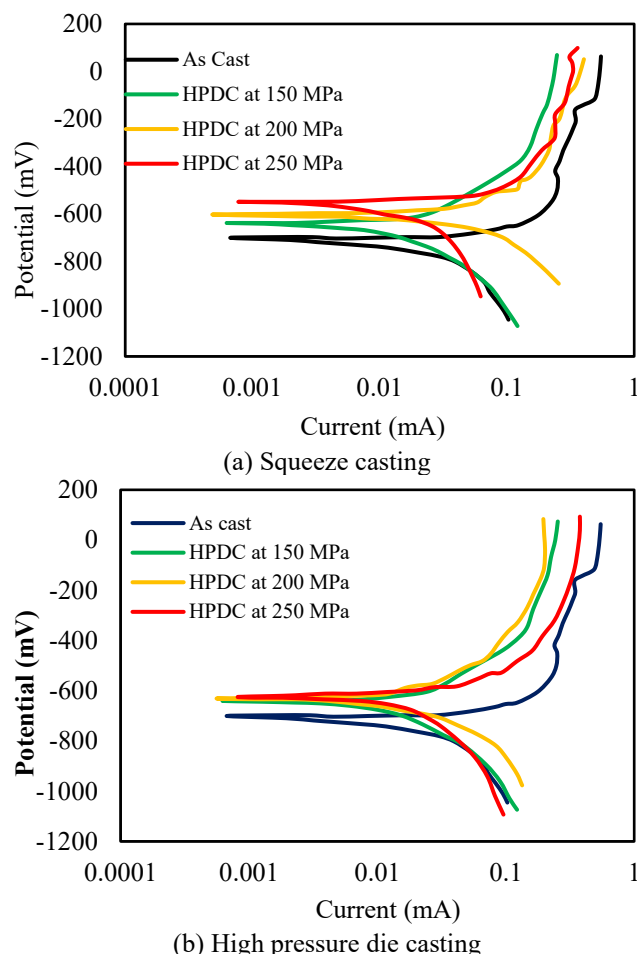 200
0
-200
-400
-600
-800
-1000
-1200
Potential (mV)
As Cast
HPDC at 150 MPa
HPDC at 200 MPa
HPDC at 250 MPa
0.0001 0.001 0.01 0.1 1
Current (mA)
(a) Squeeze casting
200
0
-200
-400
-600
-800
-1000
-1200
Potential (mV)
As cast
HPDC at 150 MPa
HPDC at 200 MPa
HPDC at 250 MPa
0.0001 0.001 0.01 0.1 1
Current (mA)
(b) High pressure die casting